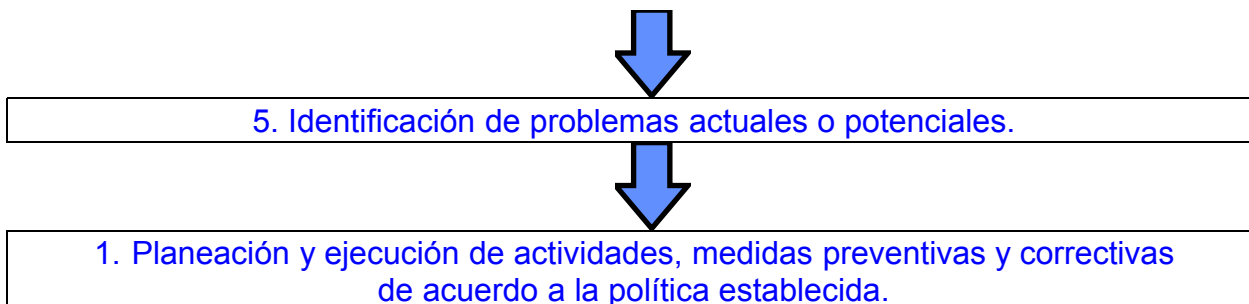 5. Identificación de problemas actuales o potenciales.
1. Planeación y ejecución de actividades, medidas preventivas y correctivas
de acuerdo a la política establecida.